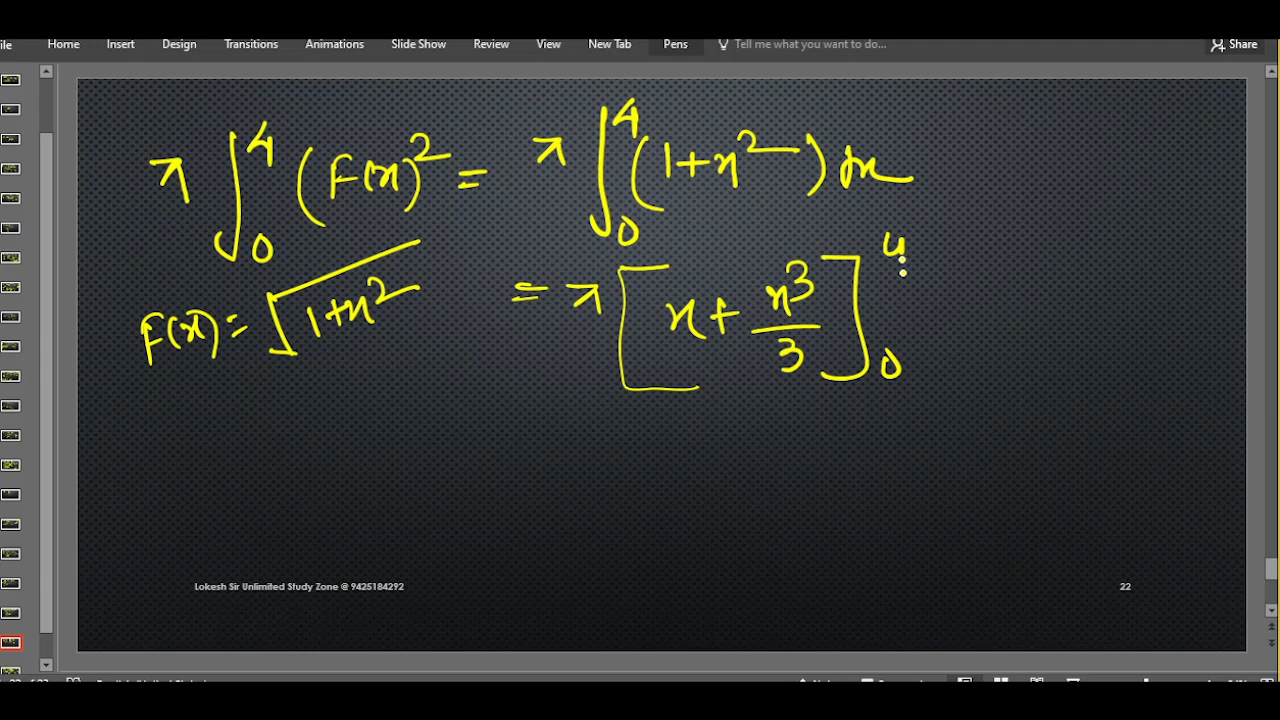 File Home Insert Design Transitions Animations Slide Show Review View New Tab Pens Tell me what you want to do... Share
π ∫₀⁴ (F(x))² = π ∫₀⁴ (1+x²) dx
F(x) = √(1+x²) = π [x + x³/3]₀⁴
Lokesh Sir Unlimited Study Zone @ 9425184292 22